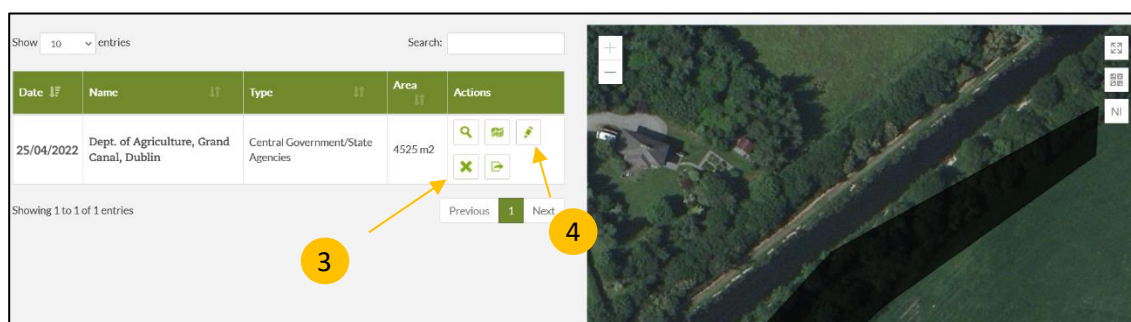 Show 10 entries Search:
Date Name Type Area Actions
25/04/2022 Dept. of Agriculture, Grand Canal, Dublin Central Government/State Agencies 4525 m2
Showing 1 to 1 of 1 entries Previous 1 Next
3
4
+
−
NI